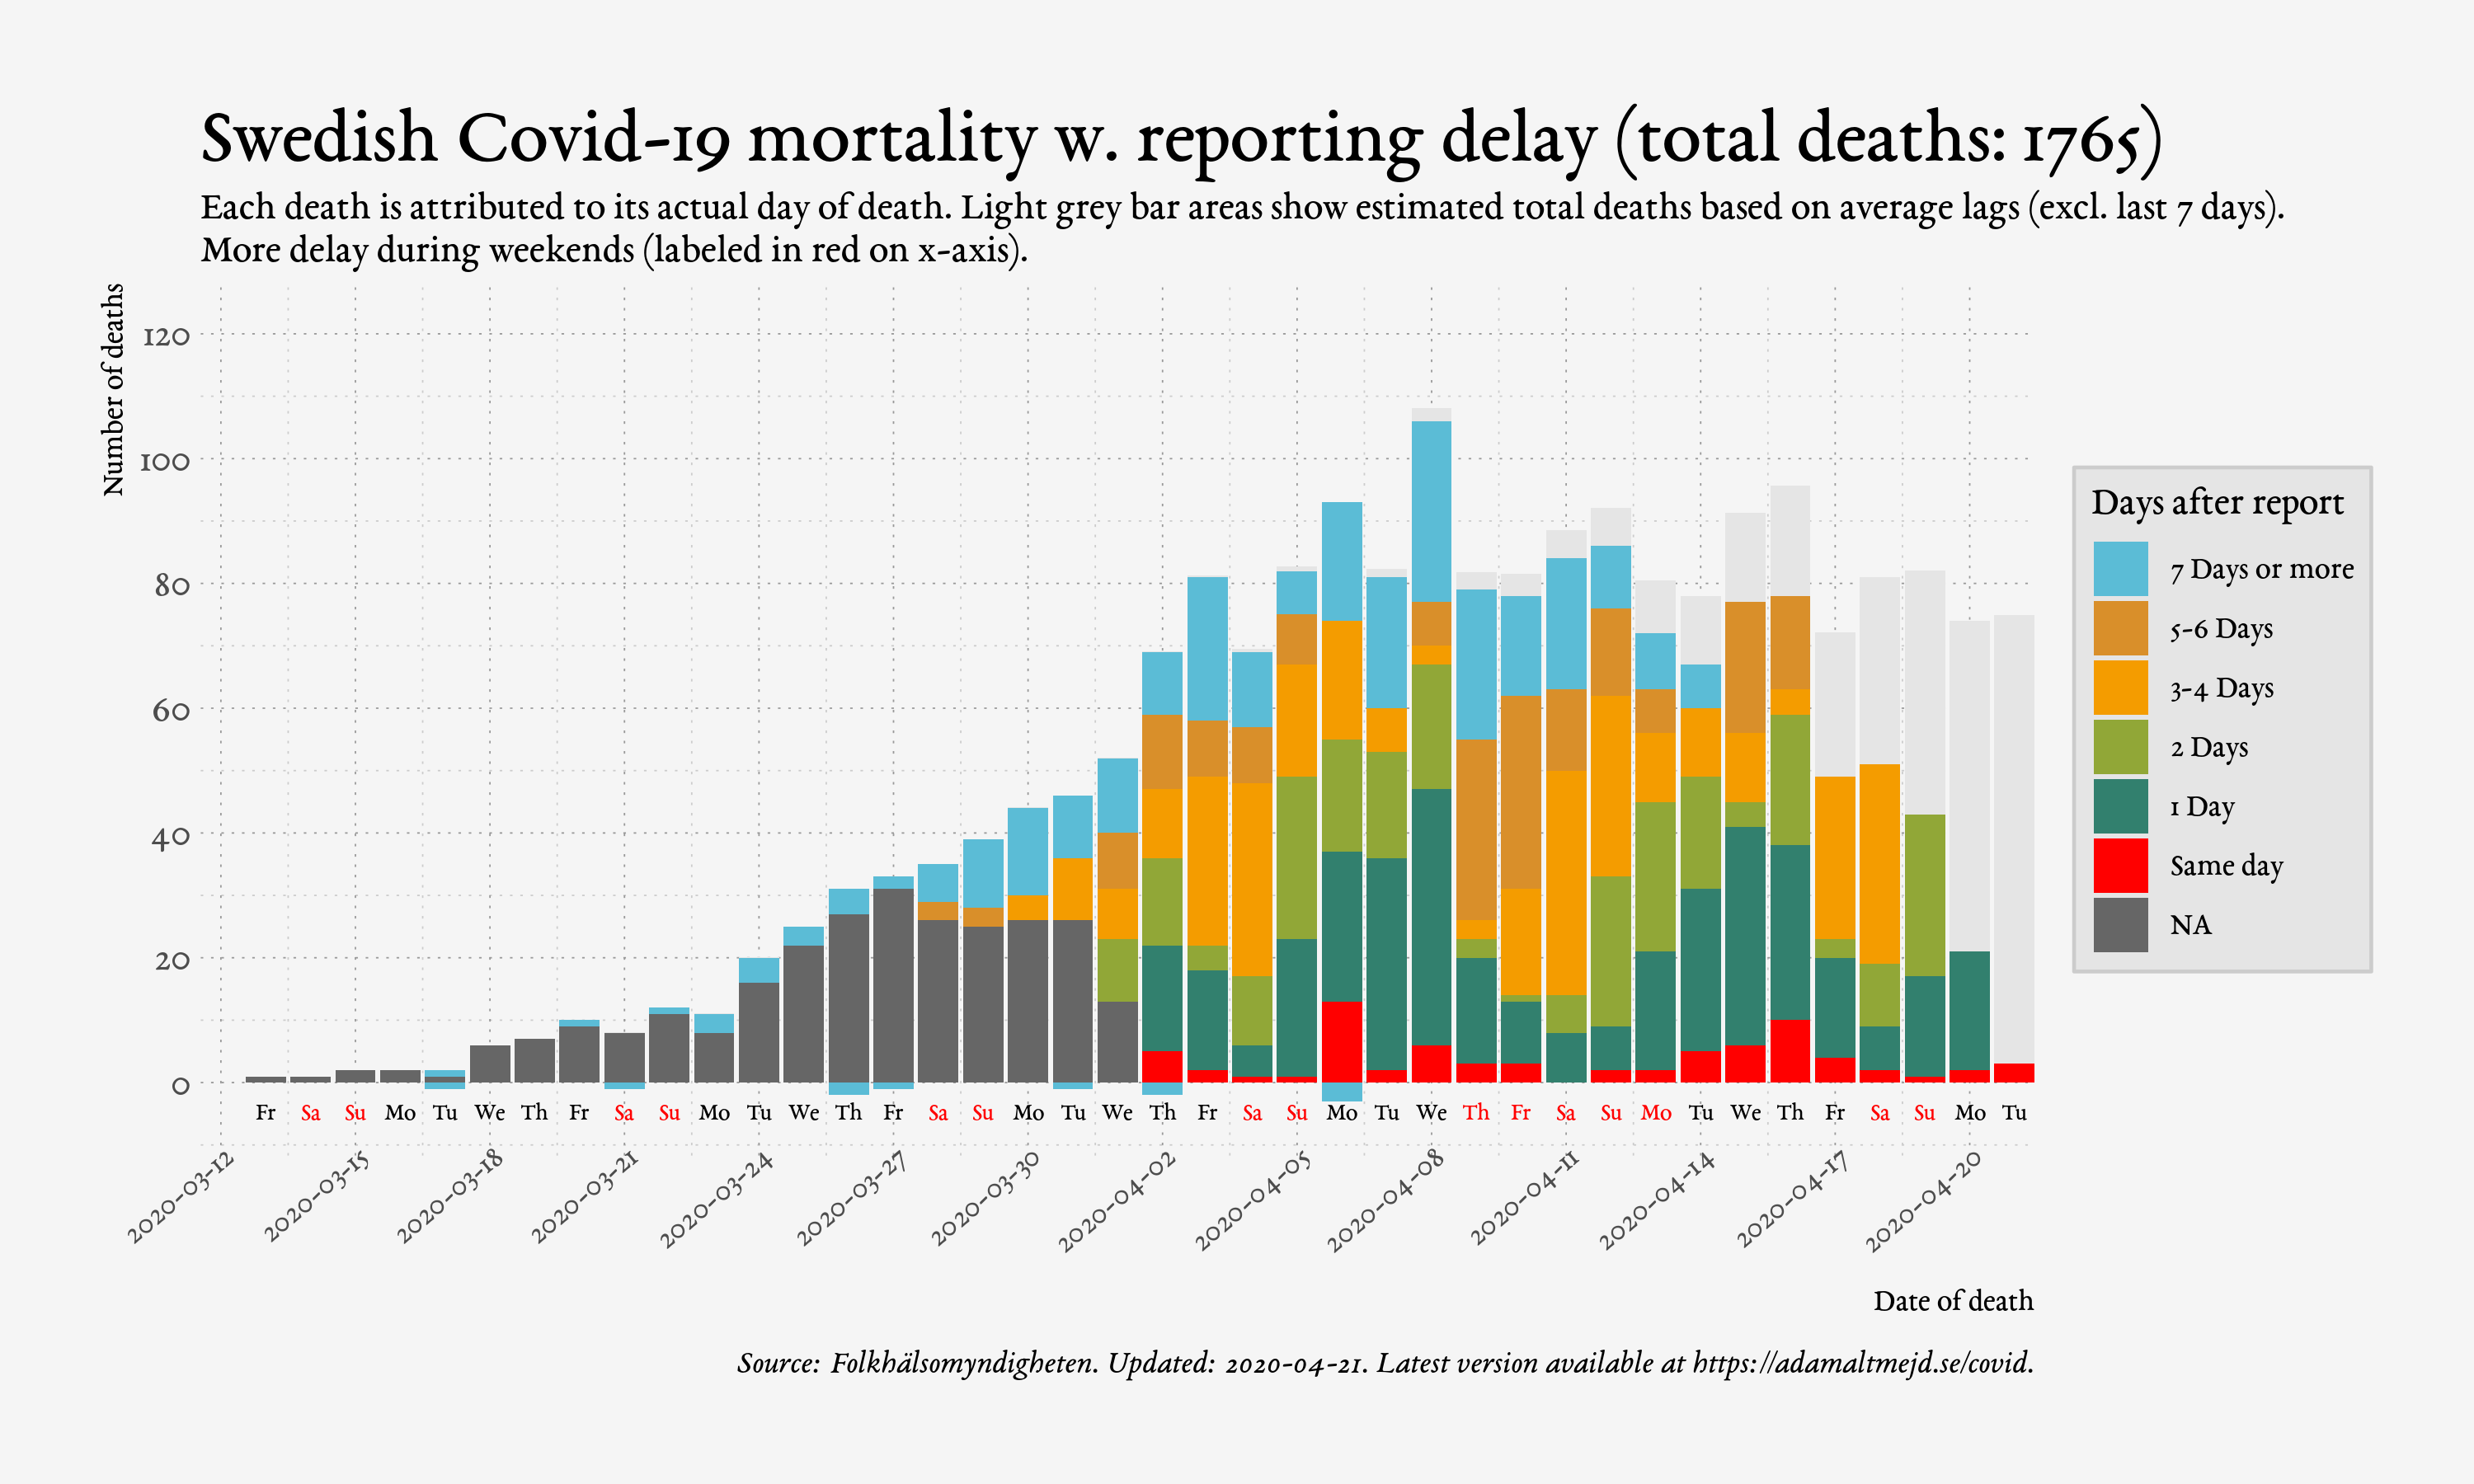 Swedish Covid-19 mortality w. reporting delay (total deaths: 1765)
Each death is attributed to its actual day of death. Light grey bar areas show estimated total deaths based on average lags (excl. last 7 days).
More delay during weekends (labeled in red on x-axis).
Number of deaths
120
100
80
60
40
20
0
Fr Sa Su Mo Tu We Th Fr Sa Su Mo Tu We Th Fr Sa Su Mo Tu We Th Fr Sa Su Mo Tu We Th Fr Sa Su Mo Tu We Th Fr Sa Su Mo Tu
2020-03-12 2020-03-15 2020-03-18 2020-03-21 2020-03-24 2020-03-27 2020-03-30 2020-04-02 2020-04-05 2020-04-08 2020-04-11 2020-04-14 2020-04-17 2020-04-20
Date of death
Days after report
7 Days or more
5-6 Days
3-4 Days
2 Days
1 Day
Same day
NA
Source: Folkhälsomyndigheten. Updated: 2020-04-21. Latest version available at https://adamaltmejd.se/covid.